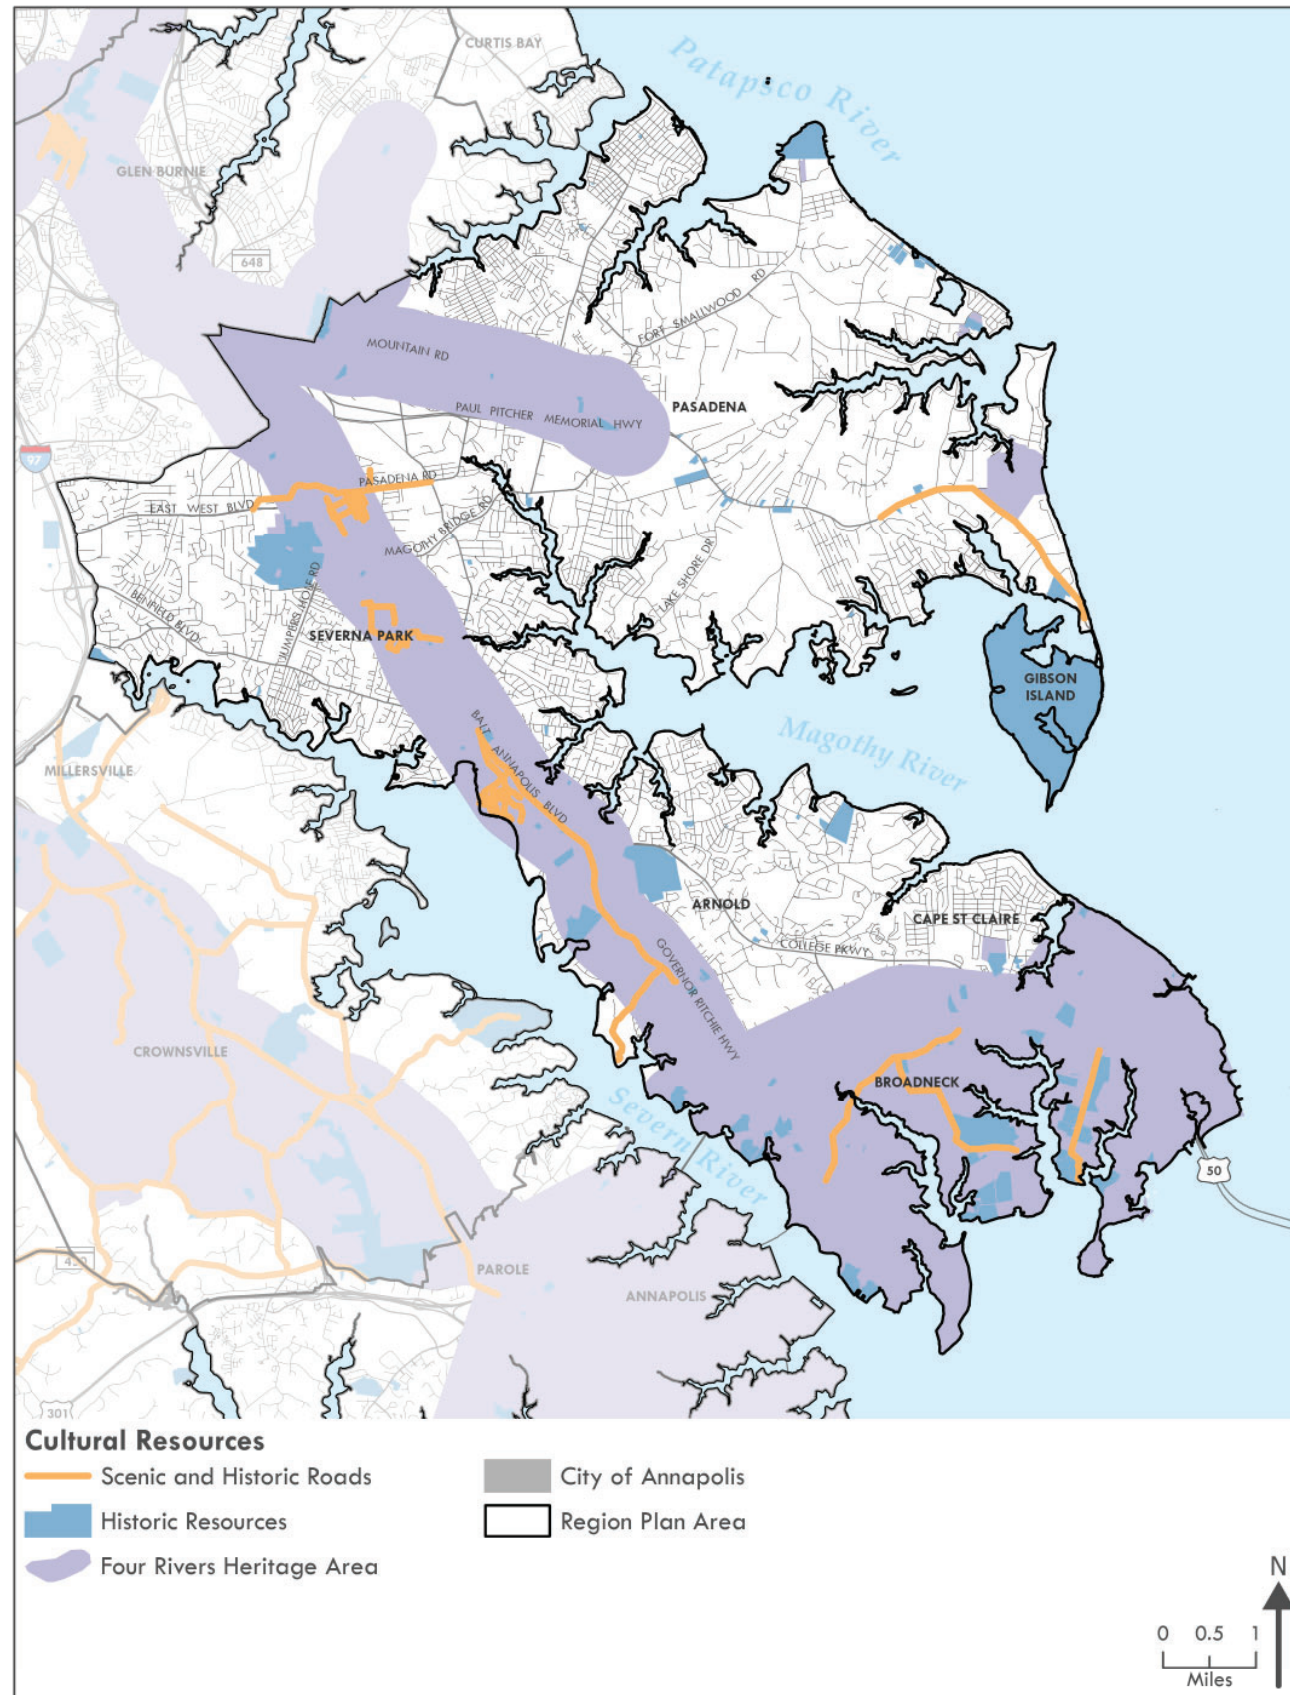 CURTIS BAY
Patapsco River
GLEN BURNIE
648
FORT SMALLWOOD RD
MOUNTAIN RD
PASADENA
PAUL PITCHER MEMORIAL HWY
97
PASADENA RD
EAST WEST BLVD
MAGOTHY BRIDGE RD
LAKE SHORE DR
JUMPERS HOLE RD
BENFIELD BLVD
SEVERNA PARK
GIBSON
ISLAND
BALT ANNAPOLIS BLVD
Magothy River
MILLERSVILLE
ARNOLD
CAPE ST CLAIRE
COLLEGE PKWY
GOVERNOR RITCHIE HWY
CROWNSVILLE
BROADNECK
Severn River
50
PAROLE
ANNAPOLIS
301
Cultural Resources
Scenic and Historic Roads
Historic Resources
Four Rivers Heritage Area
City of Annapolis
Region Plan Area
N
0 0.5 1
Miles